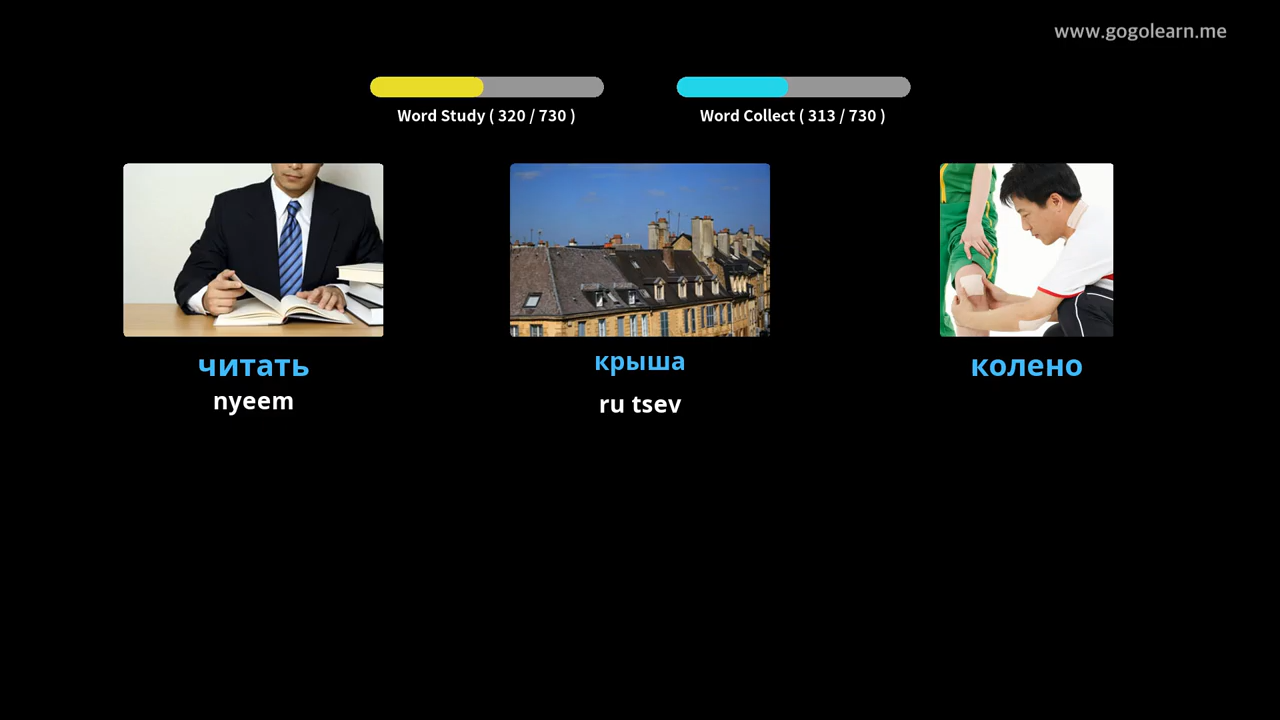 www.gogolearn.me
Word Study ( 320 / 730 )
Word Collect ( 313 / 730 )
читать
nyeem
крыша
ru tsev
колено